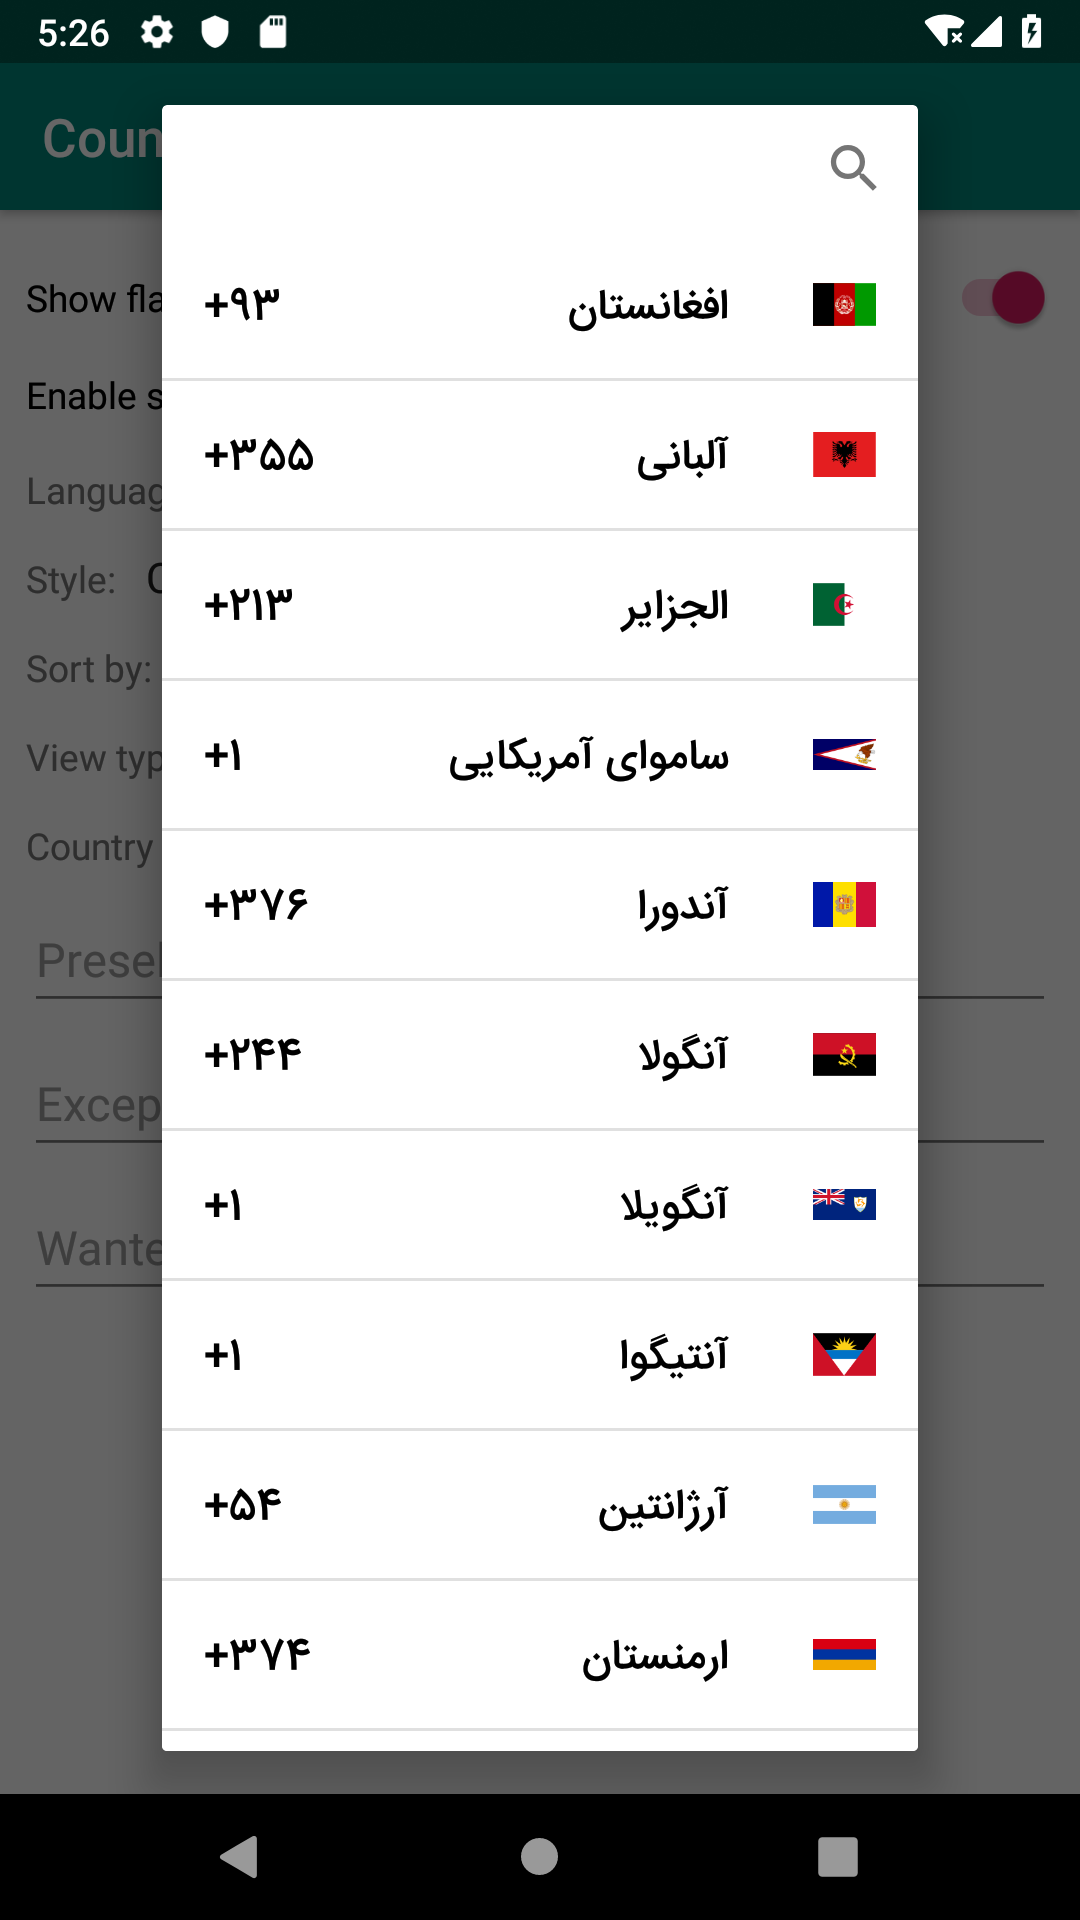 5:26
Coun
Show fla
Enable s
Languag
Style: C
Sort by:
View typ
Country
Presel
Excep
Wante
افغانستان +۹۳
آلبانی +۳۵۵
الجزایر +۲۱۳
ساموای آمریکایی +۱
آندورا +۳۷۶
آنگولا +۲۴۴
آنگویلا +۱
آنتیگوا +۱
آرژانتین +۵۴
ارمنستان +۳۷۴